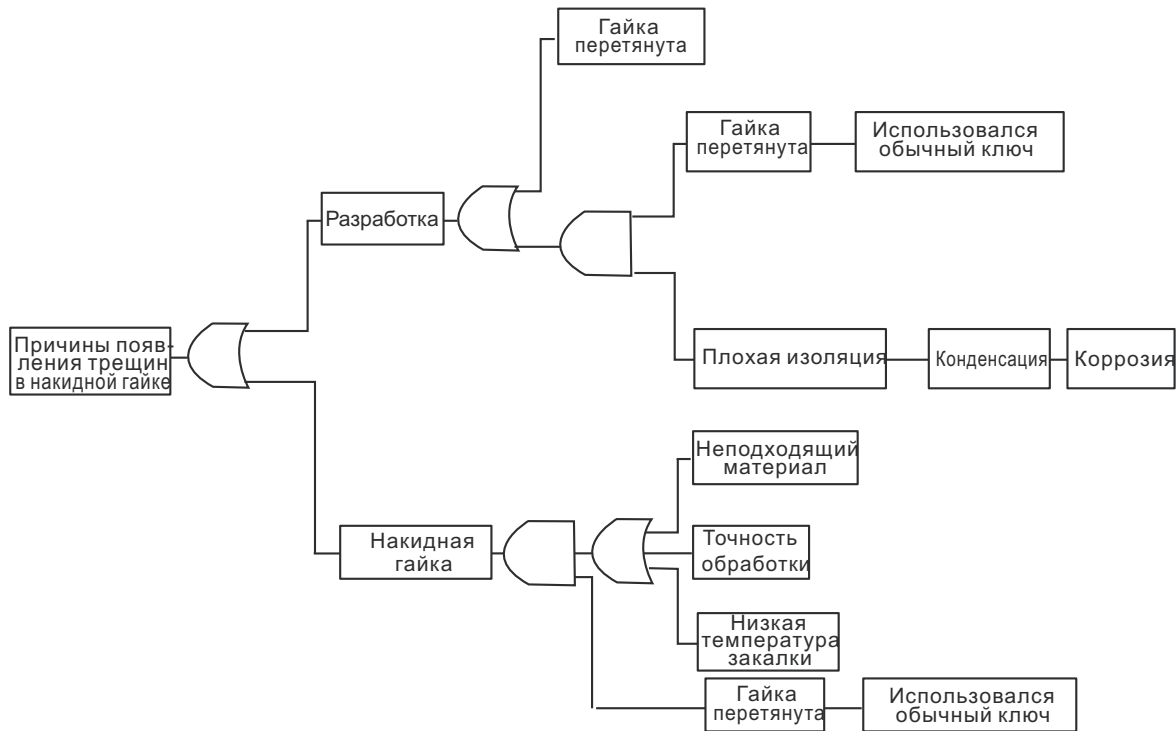 Гайка
перетянута
Гайка
перетянута
Использовался
обычный ключ
Разработка
Причины появ-
ления трещин
в накидной гайке
Плохая изоляция
Конденсация
Коррозия
Неподходящий
материал
Накидная
гайка
Точность
обработки
Низкая
температура
закалки
Гайка
перетянута
Использовался
обычный ключ